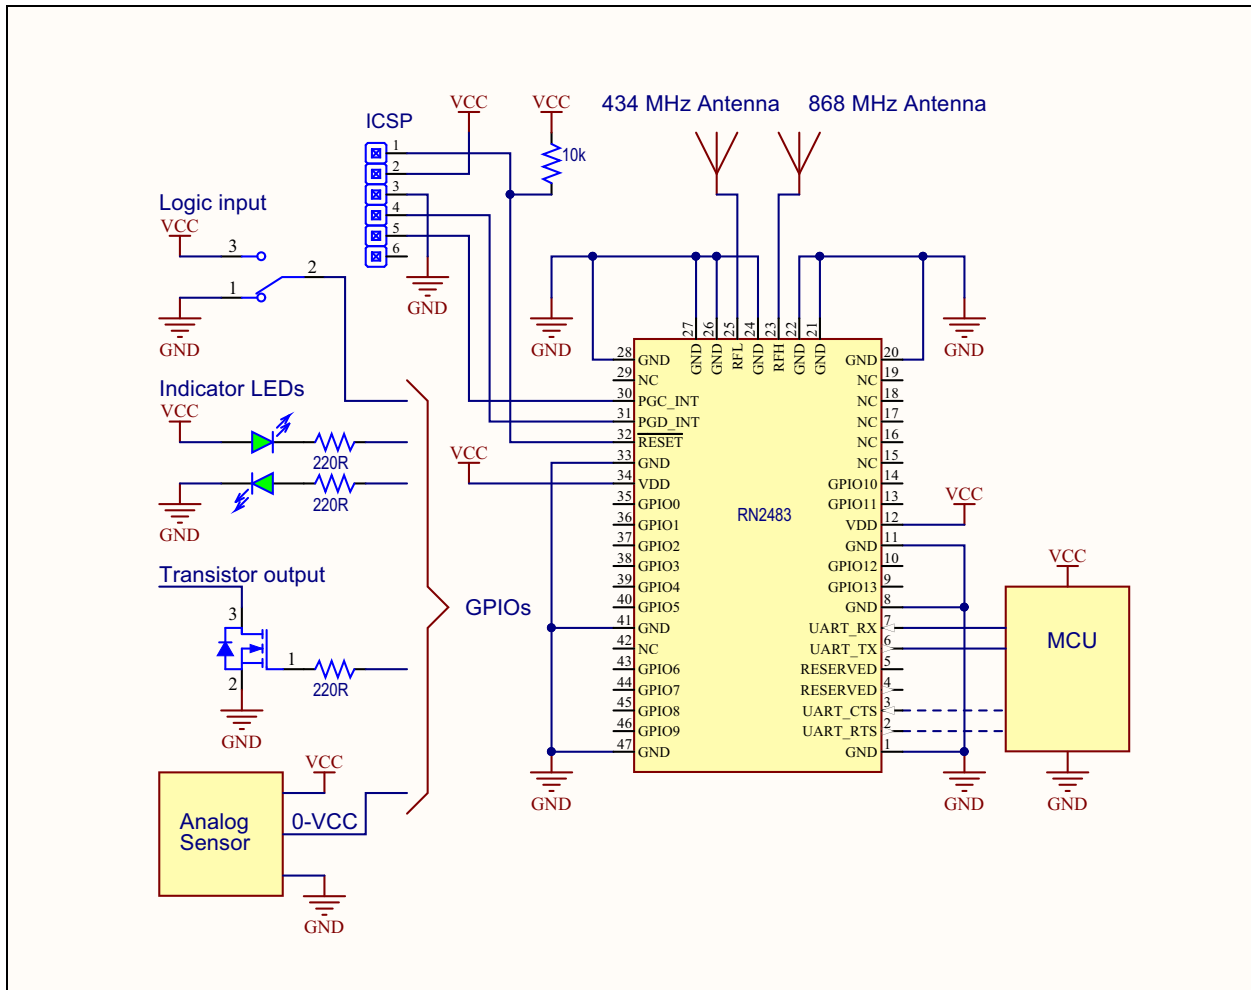 434 MHz Antenna
868 MHz Antenna
VCC
VCC
ICSP
1
2
3
4
5
6
10k
GND
Logic input
VCC
3
2
1
GND
Indicator LEDs
VCC
220R
220R
GND
Transistor output
3
1
2
220R
GND
VCC
Analog
Sensor
0-VCC
GND
GPIOs
VCC
GND
GND
27
26
25
24
23
22
21
GND
GND
RFL
GND
RFH
GND
GND
28 GND
29 NC
30 PGC_INT
31 PGD_INT
32 RESET
33 GND
34 VDD
35 GPIO0
36 GPIO1
37 GPIO2
38 GPIO3
39 GPIO4
40 GPIO5
41 GND
42 NC
43 GPIO6
44 GPIO7
45 GPIO8
46 GPIO9
47 GND
RN2483
GND 20
NC 19
NC 18
NC 17
NC 16
NC 15
GPIO10 14
GPIO11 13
VDD 12
GND 11
GPIO12 10
GPIO13 9
GND 8
UART_RX 7
UART_TX 6
RESERVED 5
RESERVED 4
UART_CTS 3
UART_RTS 2
GND 1
VCC
VCC
MCU
GND
GND
GND